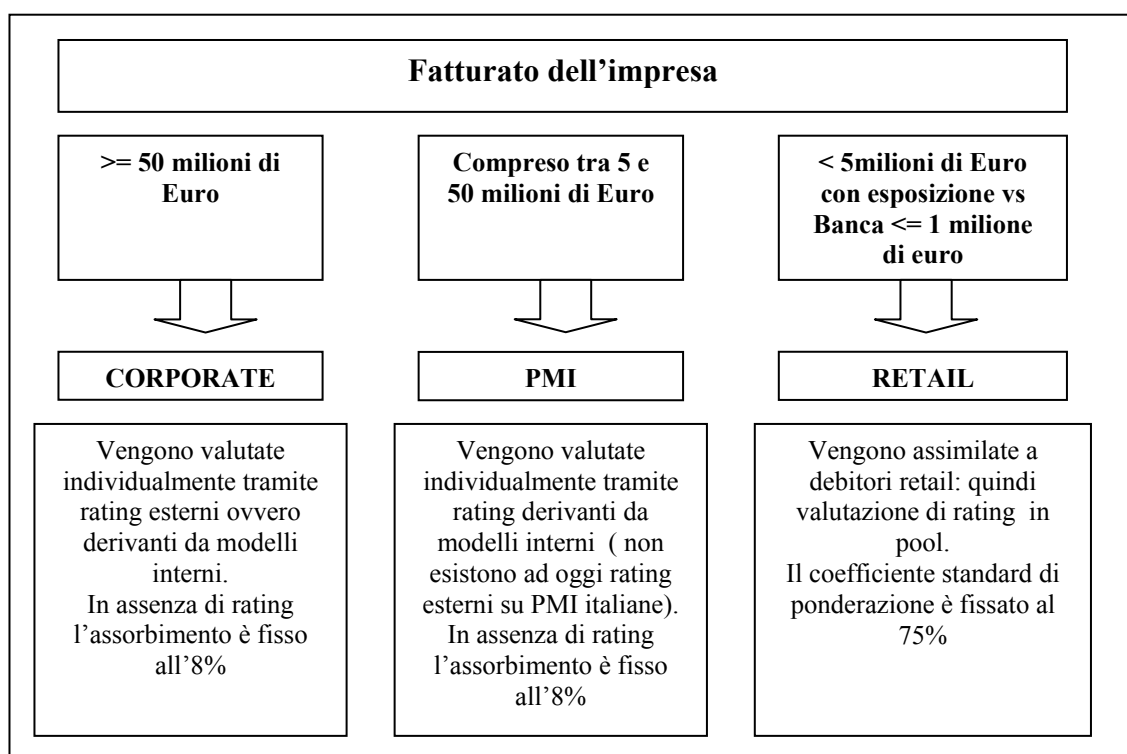 Fatturato dell’impresa
>= 50 milioni di
Euro
Compreso tra 5 e
50 milioni di Euro
< 5milioni di Euro
con esposizione vs
Banca <= 1 milione
di euro
CORPORATE
PMI
RETAIL
Vengono valutate
individualmente tramite
rating esterni ovvero
derivanti da modelli
interni.
In assenza di rating
l’assorbimento è fisso
all’8%
Vengono valutate
individualmente tramite
rating derivanti da
modelli interni ( non
esistono ad oggi rating
esterni su PMI italiane).
In assenza di rating
l’assorbimento è fisso
all’8%
Vengono assimilate a
debitori retail: quindi
valutazione di rating in
pool.
Il coefficiente standard di
ponderazione è fissato al
75%